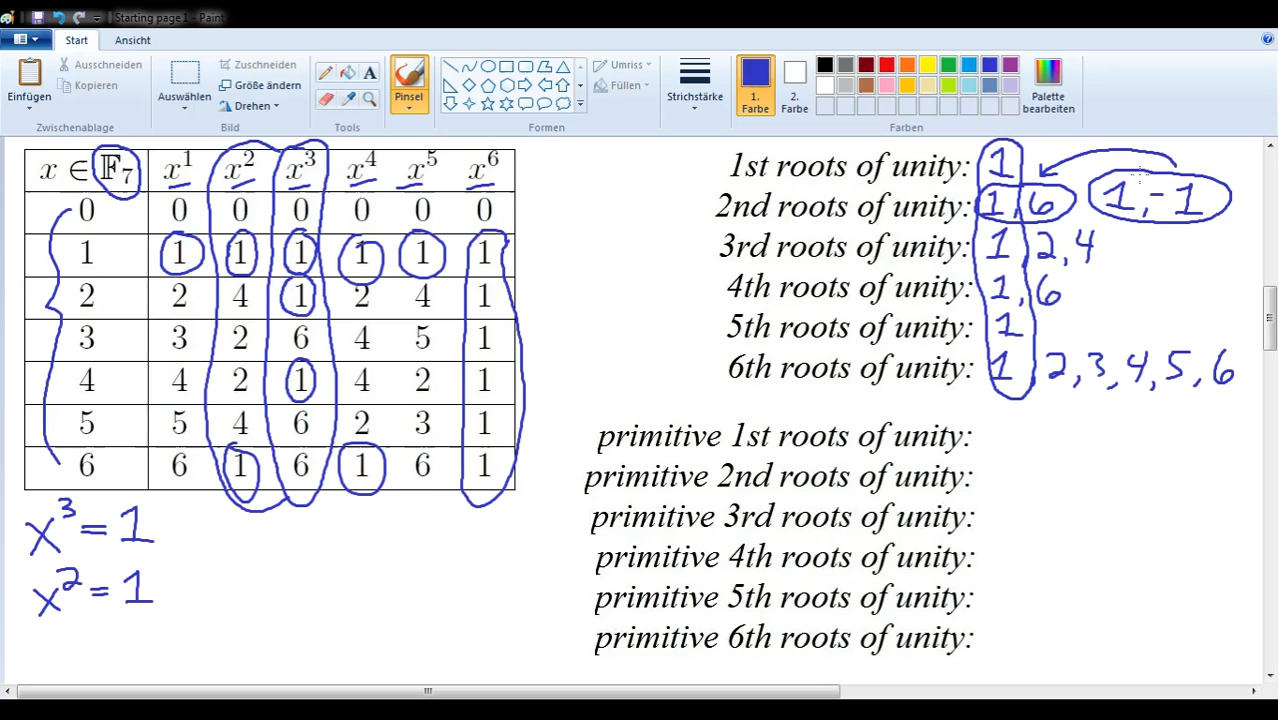 Starting page 1 - Paint
Start Ansicht
Einfügen
Ausschneiden
Kopieren
Zwischenablage
Auswählen
Zuschneiden
Größe ändern
Drehen
Bild
Pinsel
Tools
Umriss
Füllen
Formen
Strichstärke
1. Farbe
2. Farbe
Palette bearbeiten
Farben
x ∈ 𝔽₇ x¹ x² x³ x⁴ x⁵ x⁶
0 0 0 0 0 0 0
1 1 1 1 1 1 1
2 2 4 1 2 4 1
3 3 2 6 4 5 1
4 4 2 1 4 2 1
5 5 4 6 2 3 1
6 6 1 6 1 6 1
x³ = 1
x² = 1
1st roots of unity: 1
2nd roots of unity: 1, 6 1, -1
3rd roots of unity: 1, 2, 4
4th roots of unity: 1, 6
5th roots of unity: 1
6th roots of unity: 1, 2, 3, 4, 5, 6
primitive 1st roots of unity:
primitive 2nd roots of unity:
primitive 3rd roots of unity:
primitive 4th roots of unity:
primitive 5th roots of unity:
primitive 6th roots of unity: